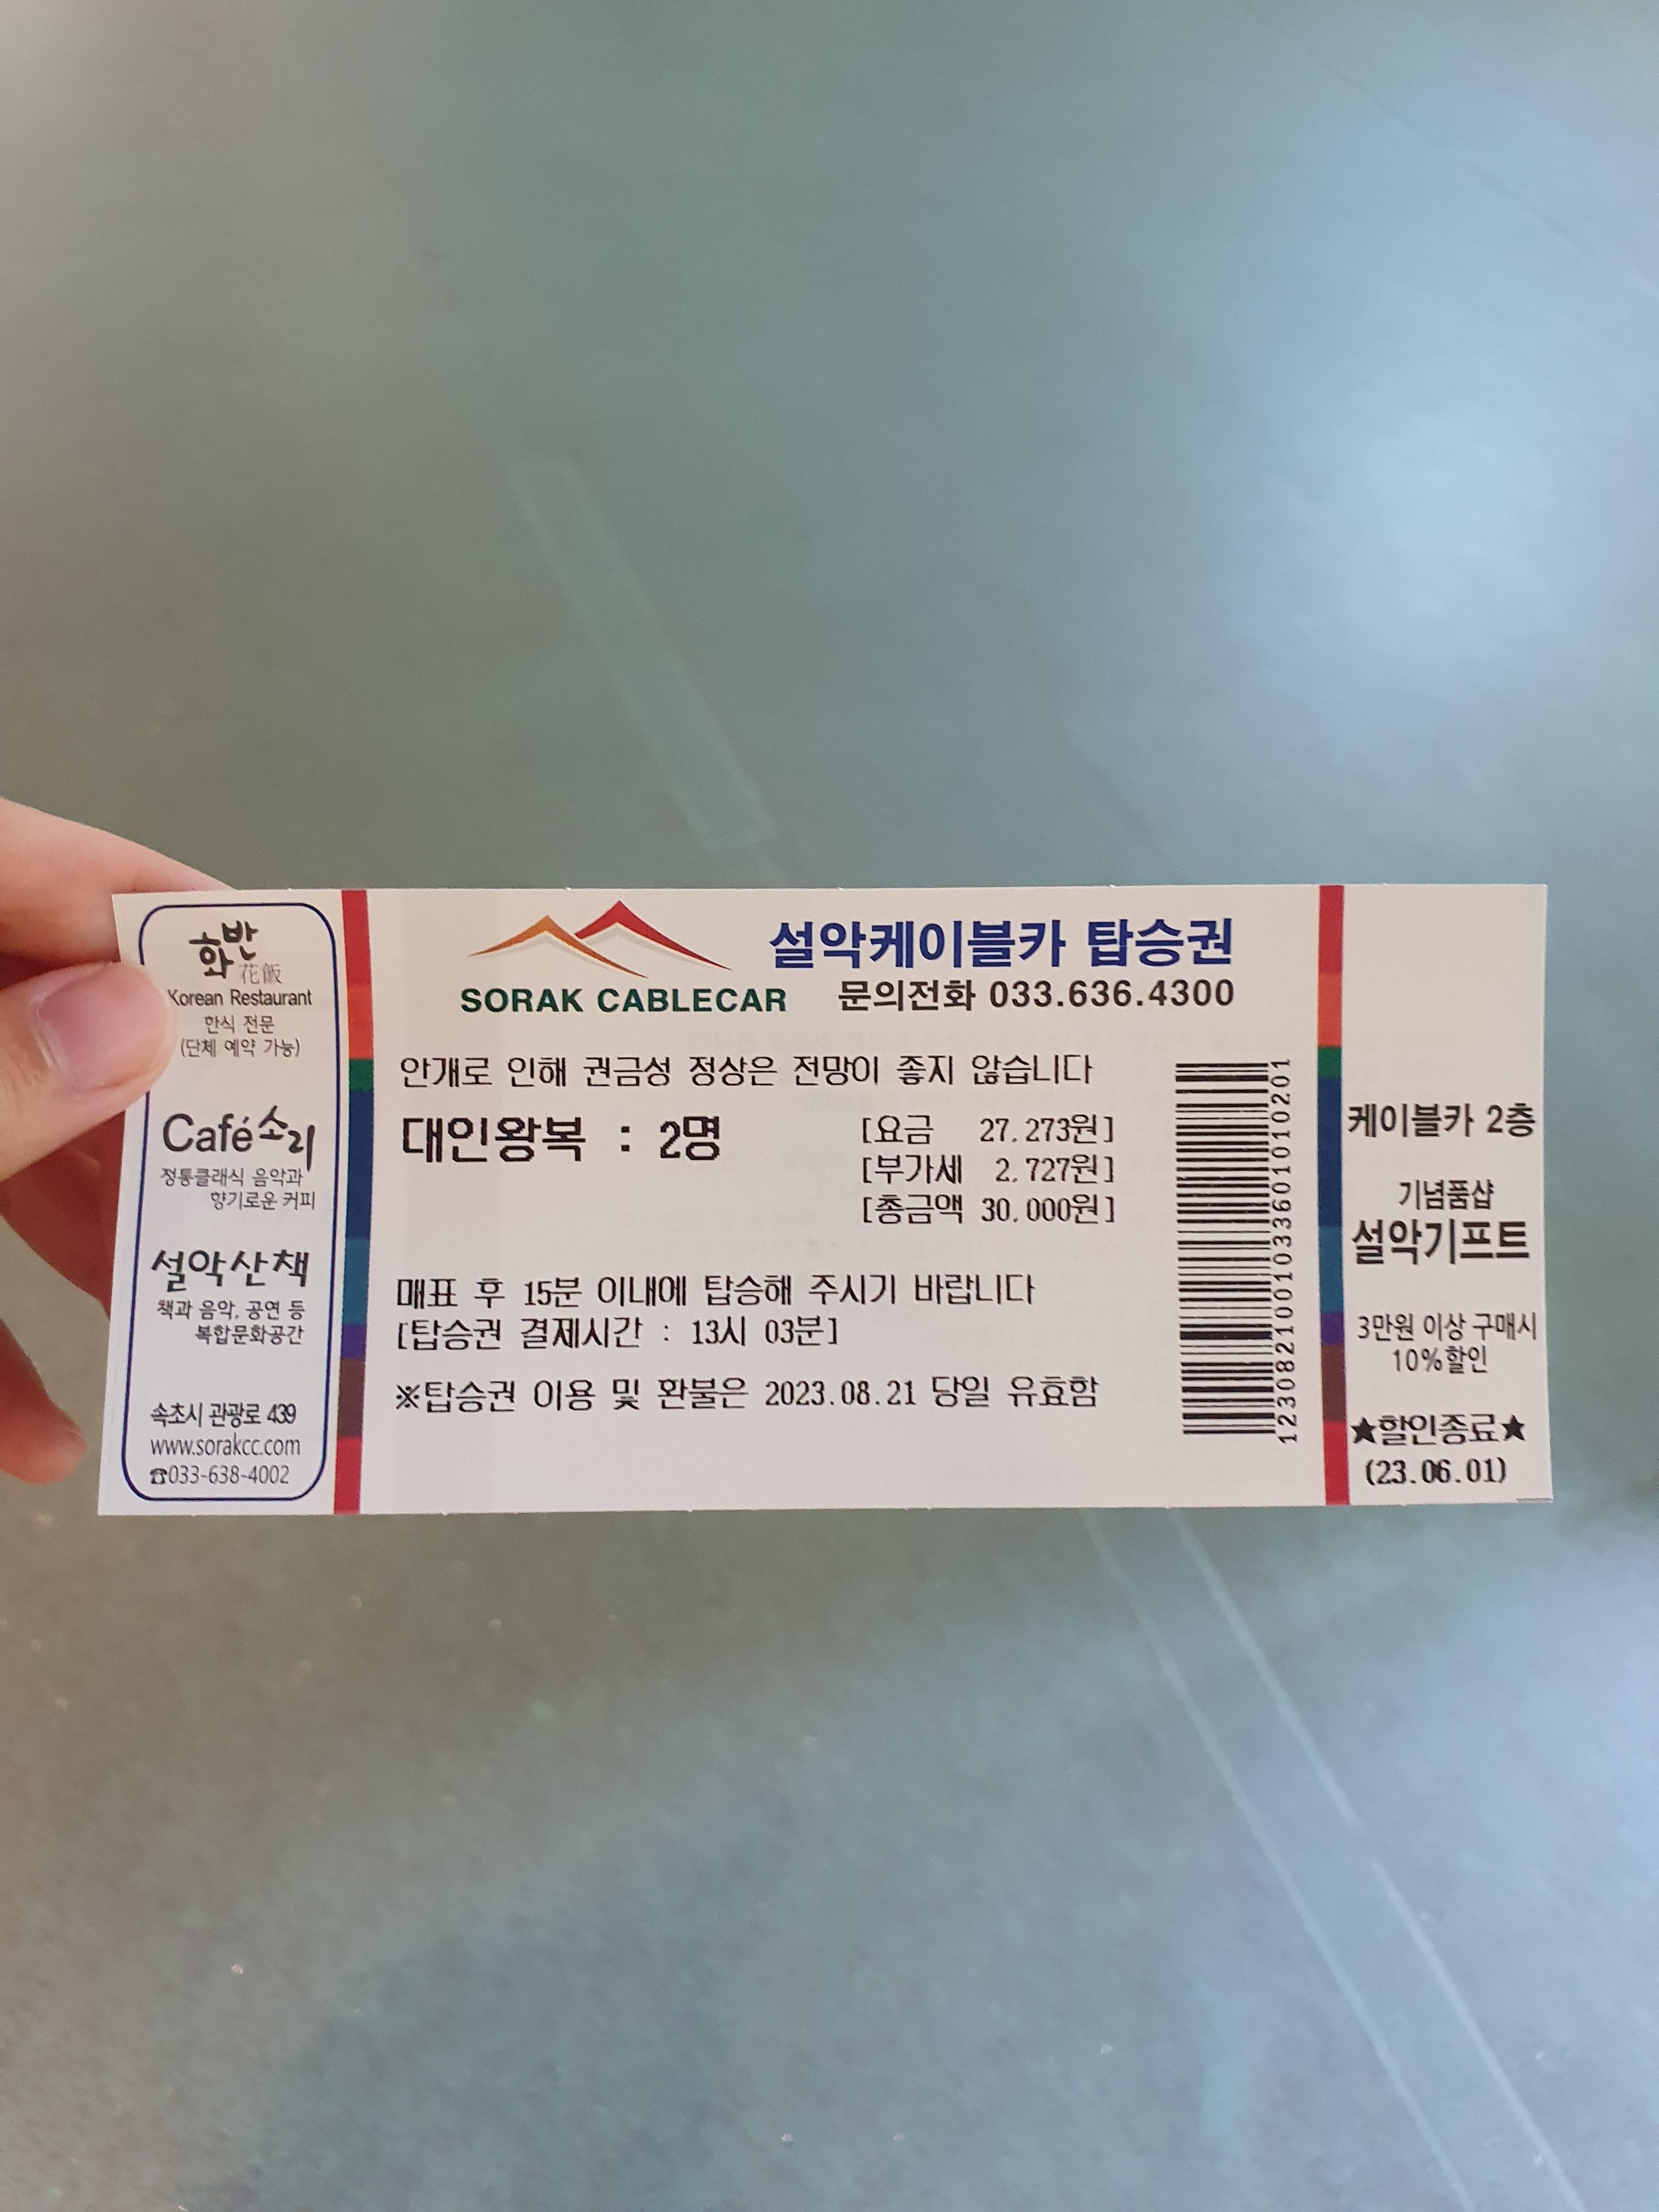 화반
花飯
Korean Restaurant
한식 전문
(단체 예약 가능)
Café소리
정통클래식 음악과
향기로운 커피
설악산책
책과 음악, 공연 등
복합문화공간
속초시 관광로 439
www.sorakcc.com
☎033-638-4002
SORAK CABLECAR
설악케이블카 탑승권
문의전화 033.636.4300
안개로 인해 권금성 정상은 전망이 좋지 않습니다
대인왕복 : 2명
[요금 27,273원]
[부가세 2,727원]
[총금액 30,000원]
매표 후 15분 이내에 탑승해 주시기 바랍니다
[탑승권 결제시간 : 13시 03분]
※탑승권 이용 및 환불은 2023.08.21 당일 유효함
1230821001033601010201
케이블카 2층
기념품샵
설악기프트
3만원 이상 구매시
10%할인
★할인종료★
(23.06.01)